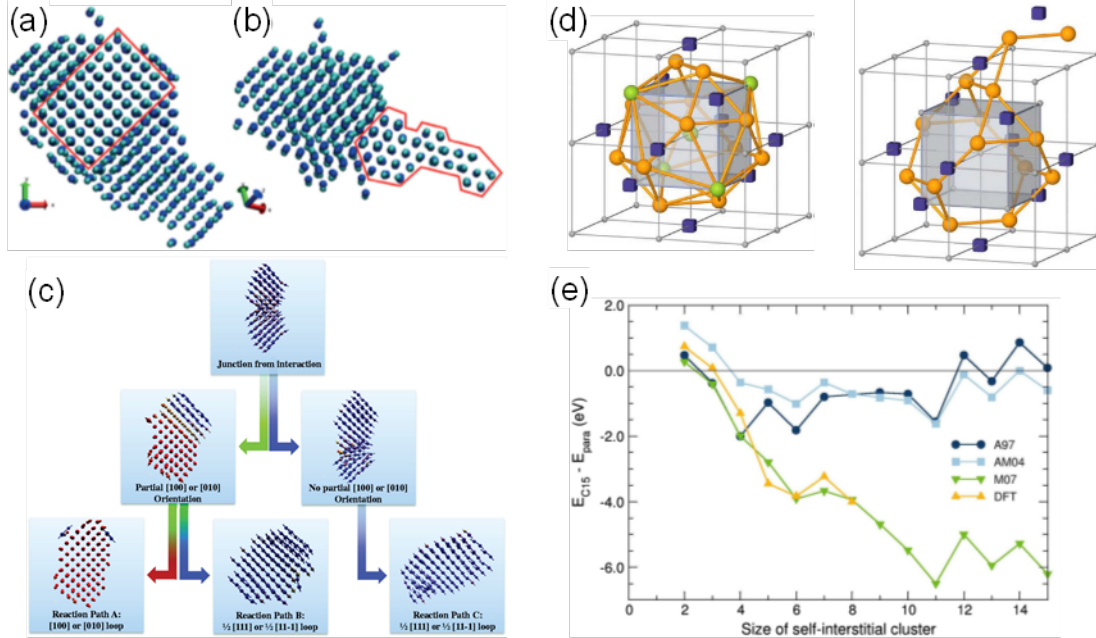 (a)
(b)
(c)
Junction from interaction
Partial [100] or [010]
Orientation
No partial [100] or [010]
Orientation
Reaction Path A:
[100] or [010] loop
Reaction Path B:
½ [111] or ½ [11-1] loop
Reaction Path C:
½ [111] or ½ [11-1] loop
(d)
(e)
2.0
0.0
-2.0
-4.0
-6.0
E_C15 - E_para (eV)
A97
AM04
M07
DFT
0 2 4 6 8 10 12 14
Size of self-interstitial cluster